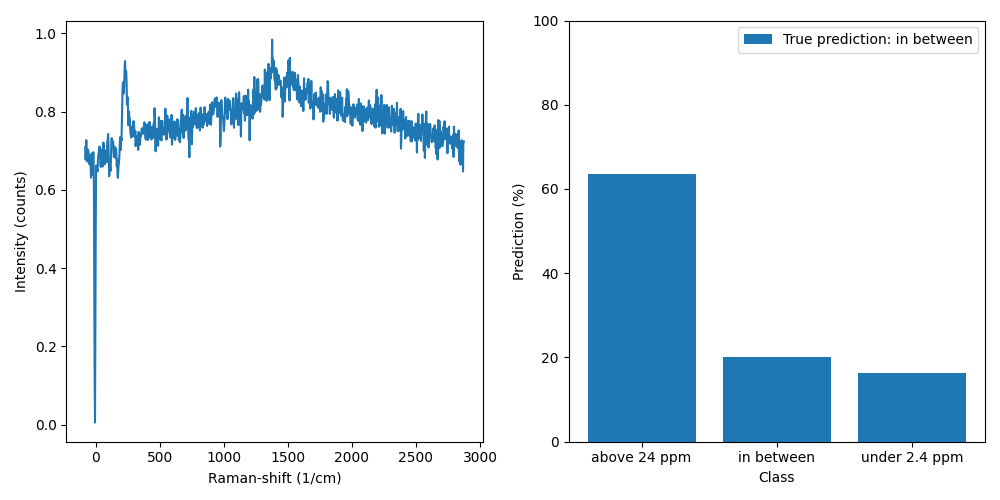 1.0
0.8
0.6
0.4
0.2
0.0
Intensity (counts)
0
500
1000
1500
2000
2500
3000
Raman-shift (1/cm)
100
80
60
40
20
0
Prediction (%)
True prediction: in between
above 24 ppm
in between
under 2.4 ppm
Class